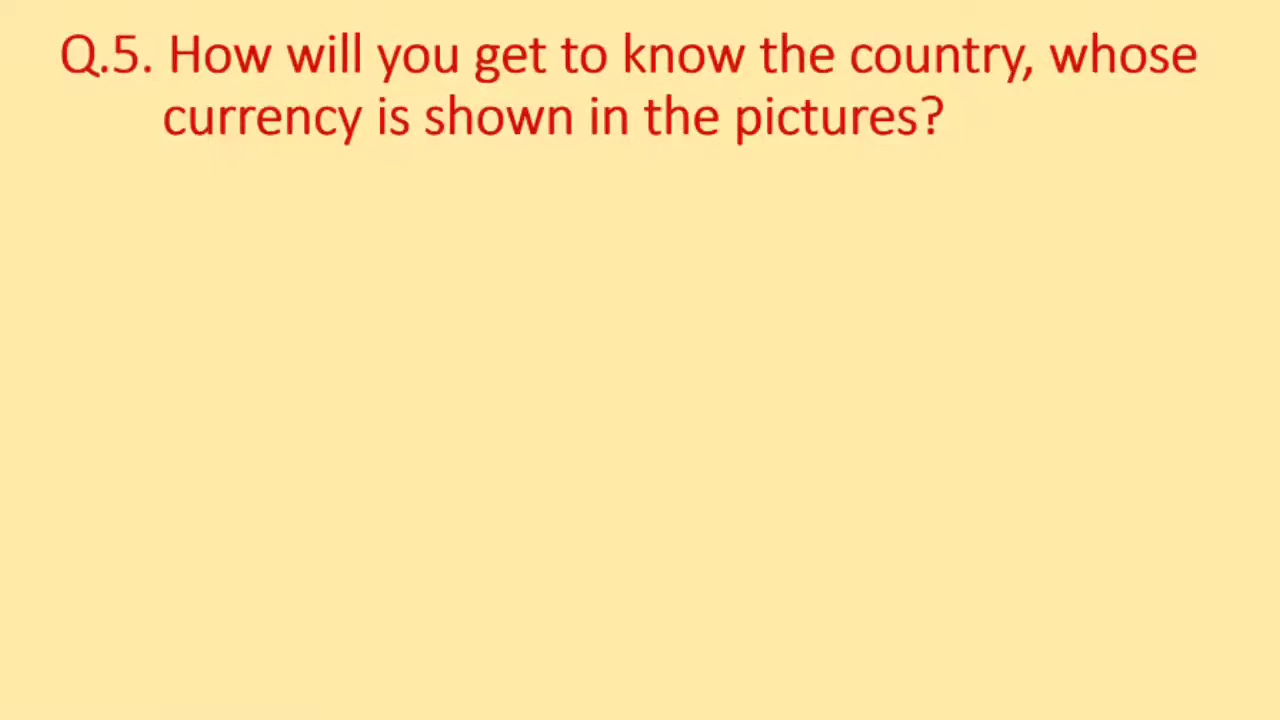 Q.5. How will you get to know the country, whose
currency is shown in the pictures?